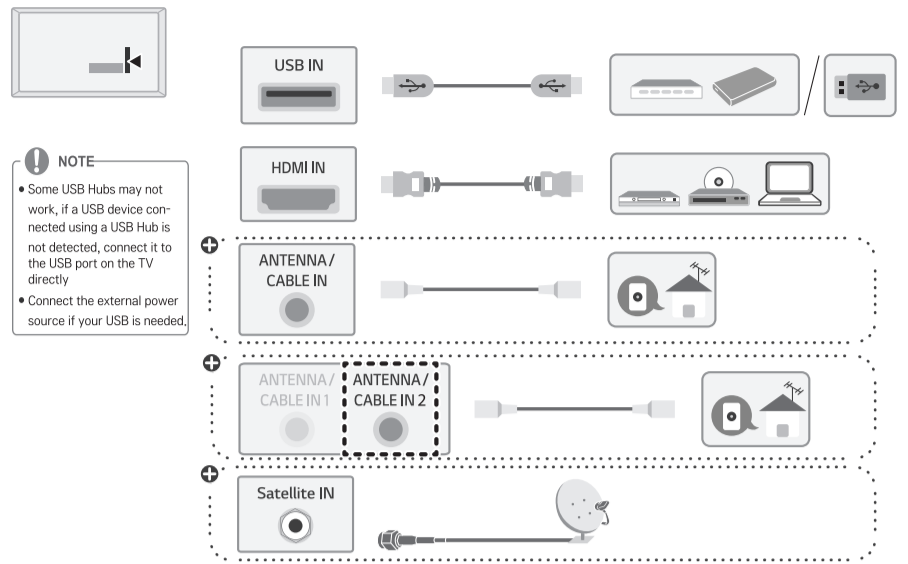 USB IN
HDMI IN
NOTE
• Some USB Hubs may not
work, if a USB device con-
nected using a USB Hub is
not detected, connect it to
the USB port on the TV
directly
• Connect the external power
source if your USB is needed.
ANTENNA /
CABLE IN
ANTENNA /
CABLE IN 1
ANTENNA /
CABLE IN 2
Satellite IN